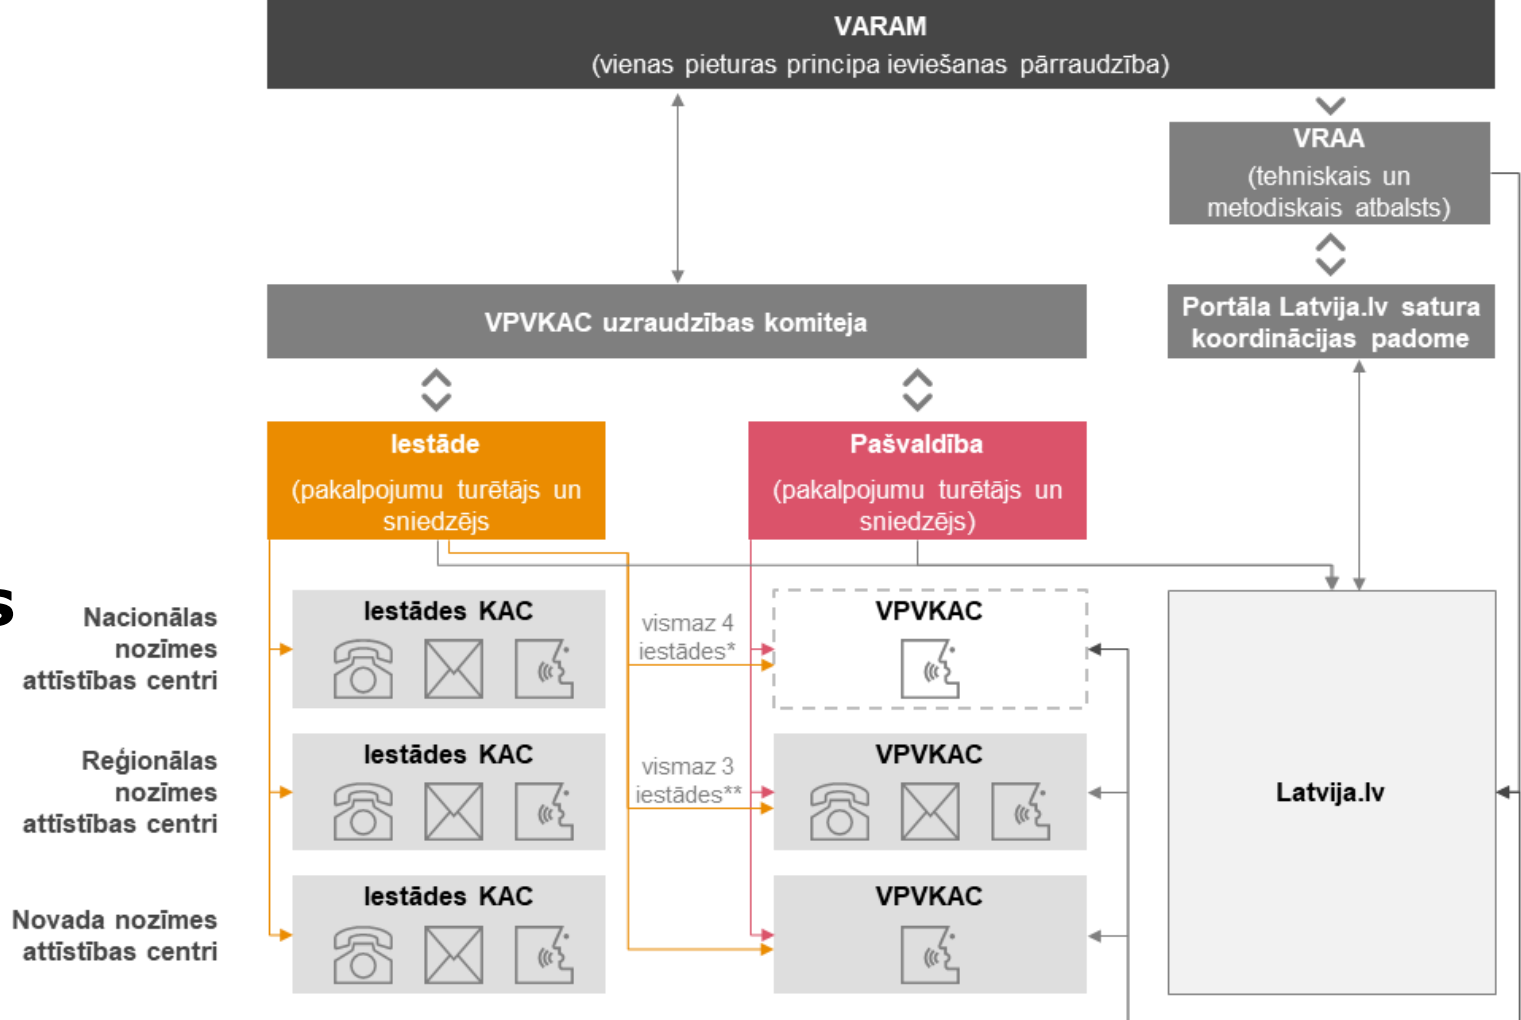 VARAM
(vienas pieturas principa ieviešanas pārraudzība)
VRAA
(tehniskais un
metodiskais atbalsts)
VPVKAC uzraudzības komiteja
Portāla Latvija.lv satura
koordinācijas padome
Iestāde
(pakalpojumu turētājs un
sniedzējs
Pašvaldība
(pakalpojumu turētājs un
sniedzējs)
s
Nacionālas
nozīmes
attīstības centri
Iestādes KAC
vismaz 4
iestādes*
VPVKAC
Reģionālas
nozīmes
attīstības centri
Iestādes KAC
vismaz 3
iestādes**
VPVKAC
Latvija.lv
Novada nozīmes
attīstības centri
Iestādes KAC
VPVKAC